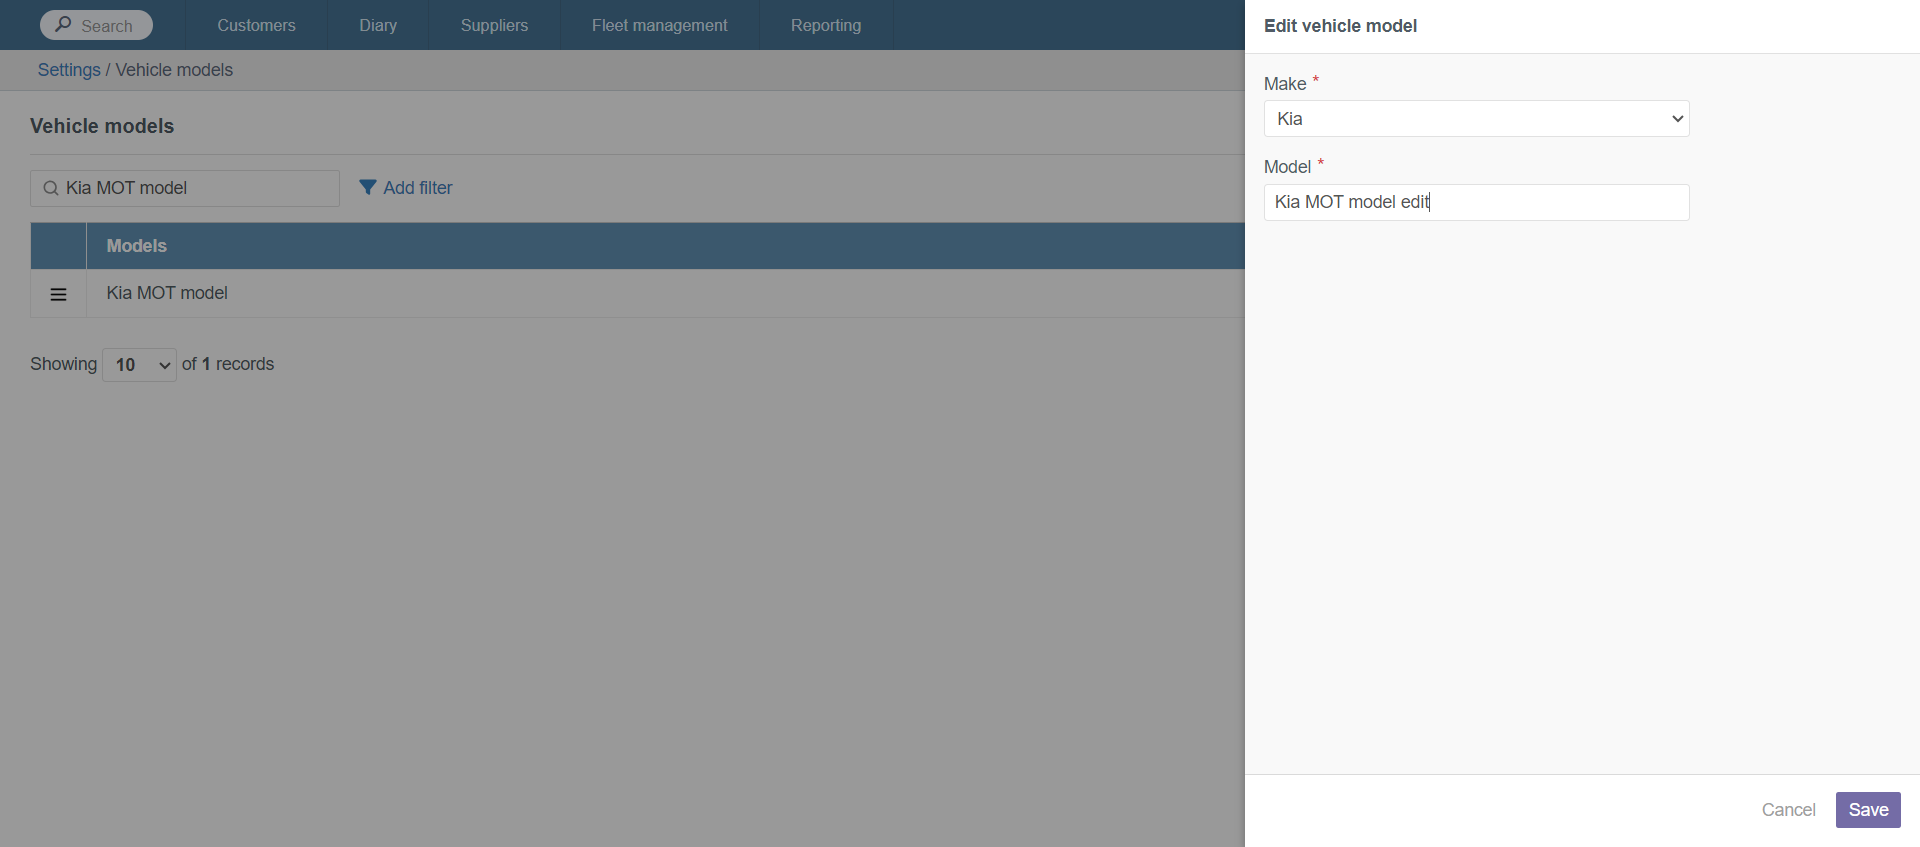 Search Customers Diary Suppliers Fleet management Reporting
Settings / Vehicle models
Vehicle models
Kia MOT model Add filter
Models
Kia MOT model
Showing 10 of 1 records
Edit vehicle model
Make *
Kia
Model *
Kia MOT model edit
Cancel Save